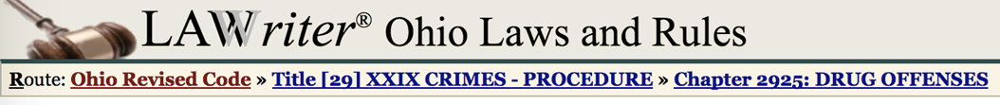 LAWriter® Ohio Laws and Rules
Route: Ohio Revised Code » Title [29] XXIX CRIMES - PROCEDURE » Chapter 2925: DRUG OFFENSES